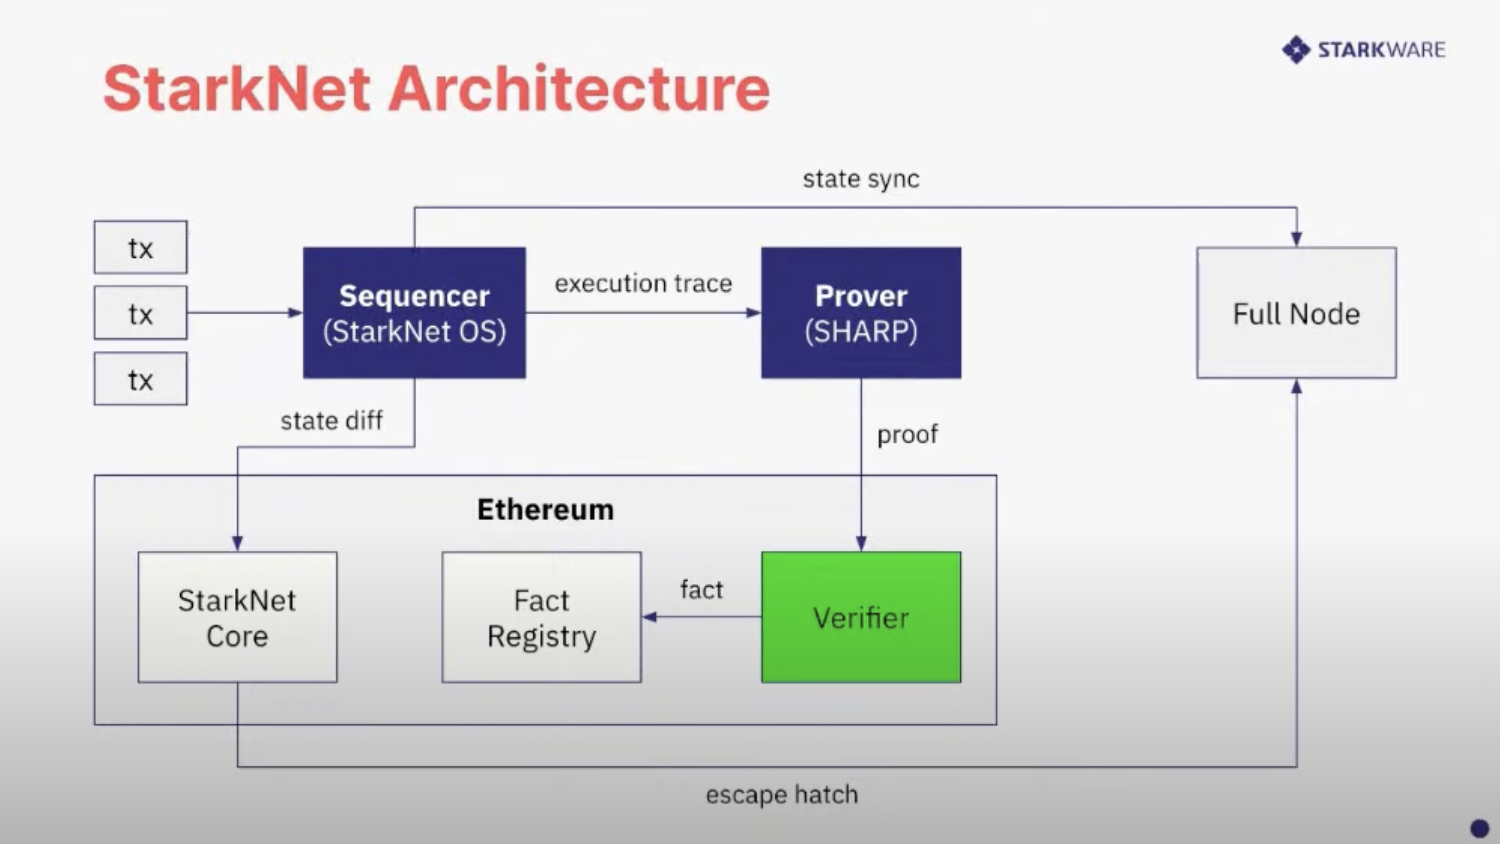 STARKWARE
StarkNet Architecture
state sync
tx
tx
tx
Sequencer
(StarkNet OS)
execution trace
Prover
(SHARP)
Full Node
state diff
proof
Ethereum
StarkNet
Core
Fact
Registry
fact
Verifier
escape hatch